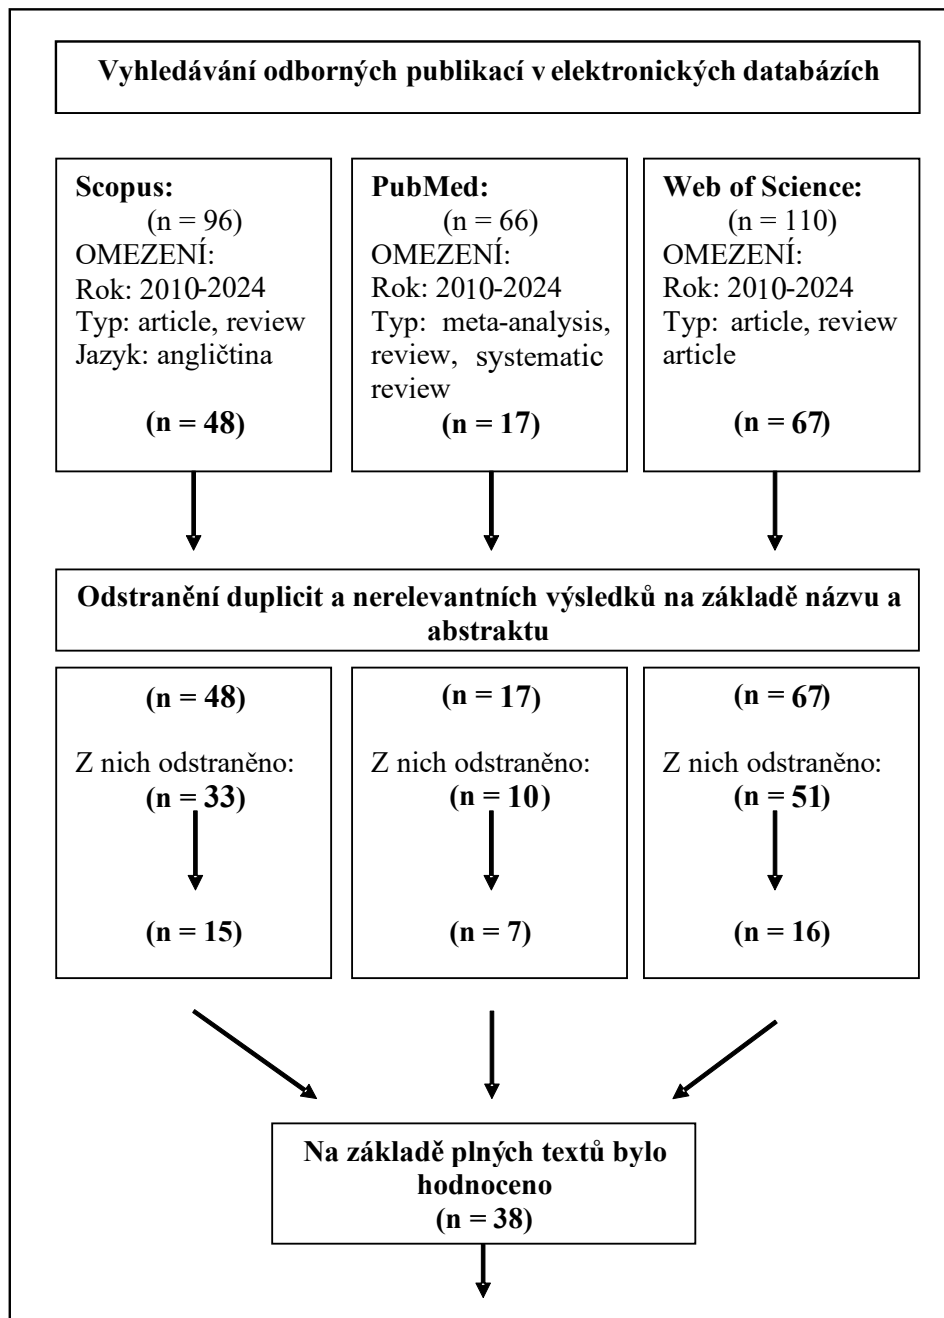 Vyhledávání odborných publikací v elektronických databázích
Scopus:
(n = 96)
OMEZENÍ:
Rok: 2010-2024
Typ: article, review
Jazyk: angličtina
(n = 48)
PubMed:
(n = 66)
OMEZENÍ:
Rok: 2010-2024
Typ: meta-analysis,
review, systematic
review
(n = 17)
Web of Science:
(n = 110)
OMEZENÍ:
Rok: 2010-2024
Typ: article, review
article
(n = 67)
Odstranění duplicit a nerelevantních výsledků na základě názvu a
abstraktu
(n = 48)
Z nich odstraněno:
(n = 33)
(n = 15)
(n = 17)
Z nich odstraněno:
(n = 10)
(n = 7)
(n = 67)
Z nich odstraněno:
(n = 51)
(n = 16)
Na základě plných textů bylo
hodnoceno
(n = 38)